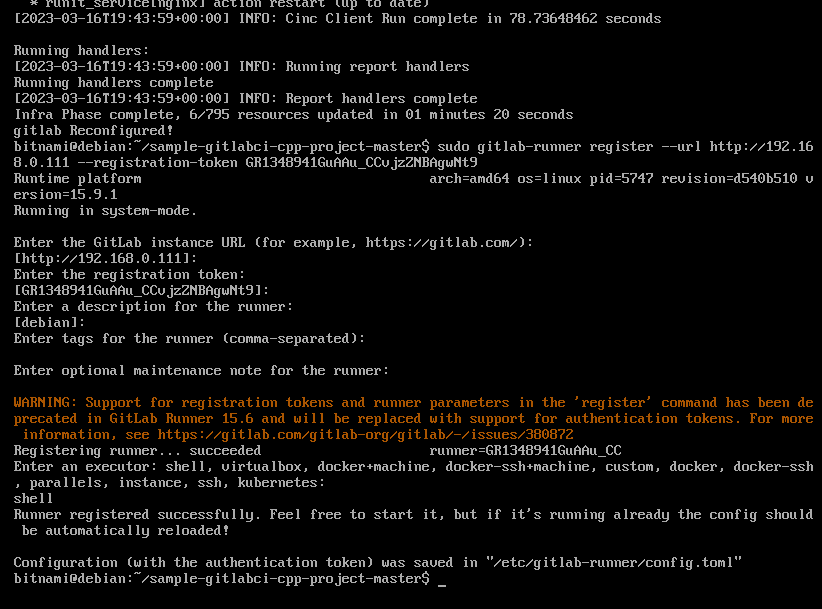 * runit_service[nginx] action restart (up to date)
[2023-03-16T19:43:59+00:00] INFO: Cinc Client Run complete in 78.73648462 seconds
Running handlers:
[2023-03-16T19:43:59+00:00] INFO: Running report handlers
Running handlers complete
[2023-03-16T19:43:59+00:00] INFO: Report handlers complete
Infra Phase complete, 6/795 resources updated in 01 minutes 20 seconds
gitlab Reconfigured!
bitnami@debian:~/sample-gitlabci-cpp-project-master$ sudo gitlab-runner register --url http://192.16
8.0.111 --registration-token GR1348941GuAAu_CCvjzZNBAgwNt9
Runtime platform                                    arch=amd64 os=linux pid=5747 revision=d540b510 v
ersion=15.9.1
Running in system-mode.
Enter the GitLab instance URL (for example, https://gitlab.com/):
[http://192.168.0.111]:
Enter the registration token:
[GR1348941GuAAu_CCvjzZNBAgwNt9]:
Enter a description for the runner:
[debian]:
Enter tags for the runner (comma-separated):
Enter optional maintenance note for the runner:
WARNING: Support for registration tokens and runner parameters in the 'register' command has been de
precated in GitLab Runner 15.6 and will be replaced with support for authentication tokens. For more
 information, see https://gitlab.com/gitlab-org/gitlab/-/issues/380872
Registering runner... succeeded                     runner=GR1348941GuAAu_CC
Enter an executor: shell, virtualbox, docker+machine, docker-ssh+machine, custom, docker, docker-ssh
, parallels, instance, ssh, kubernetes:
shell
Runner registered successfully. Feel free to start it, but if it's running already the config should
 be automatically reloaded!
Configuration (with the authentication token) was saved in "/etc/gitlab-runner/config.toml"
bitnami@debian:~/sample-gitlabci-cpp-project-master$ _